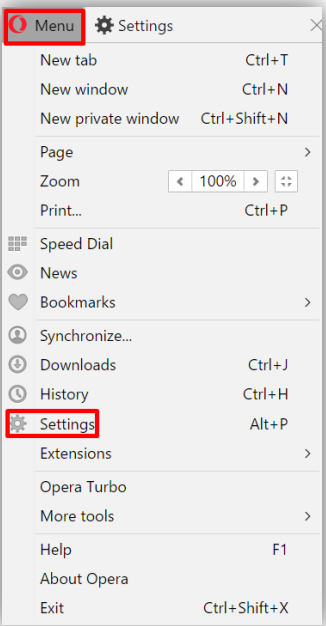 Menu Settings
New tab Ctrl+T
New window Ctrl+N
New private window Ctrl+Shift+N
Page
Zoom 100%
Print... Ctrl+P
Speed Dial
News
Bookmarks
Synchronize...
Downloads Ctrl+J
History Ctrl+H
Settings Alt+P
Extensions
Opera Turbo
More tools
Help F1
About Opera
Exit Ctrl+Shift+X